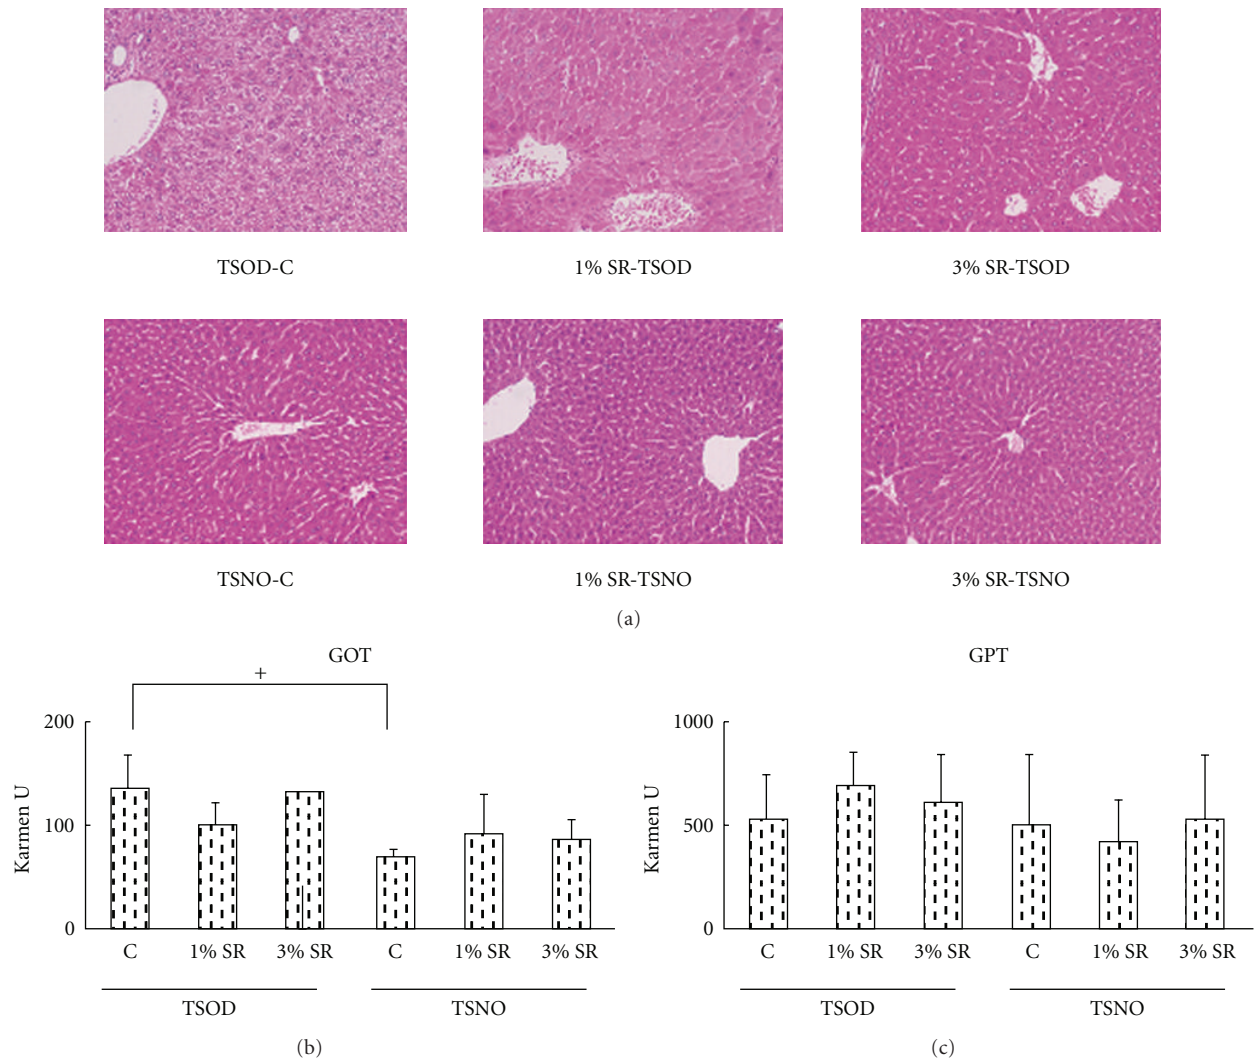 TSOD-C
1% SR-TSOD
3% SR-TSOD
TSNO-C
1% SR-TSNO
3% SR-TSNO
(a)
GOT
+
200
100
0
Karmen U
C
1% SR
3% SR
C
1% SR
3% SR
TSOD
TSNO
(b)
GPT
1000
500
0
Karmen U
C
1% SR
3% SR
C
1% SR
3% SR
TSOD
TSNO
(c)